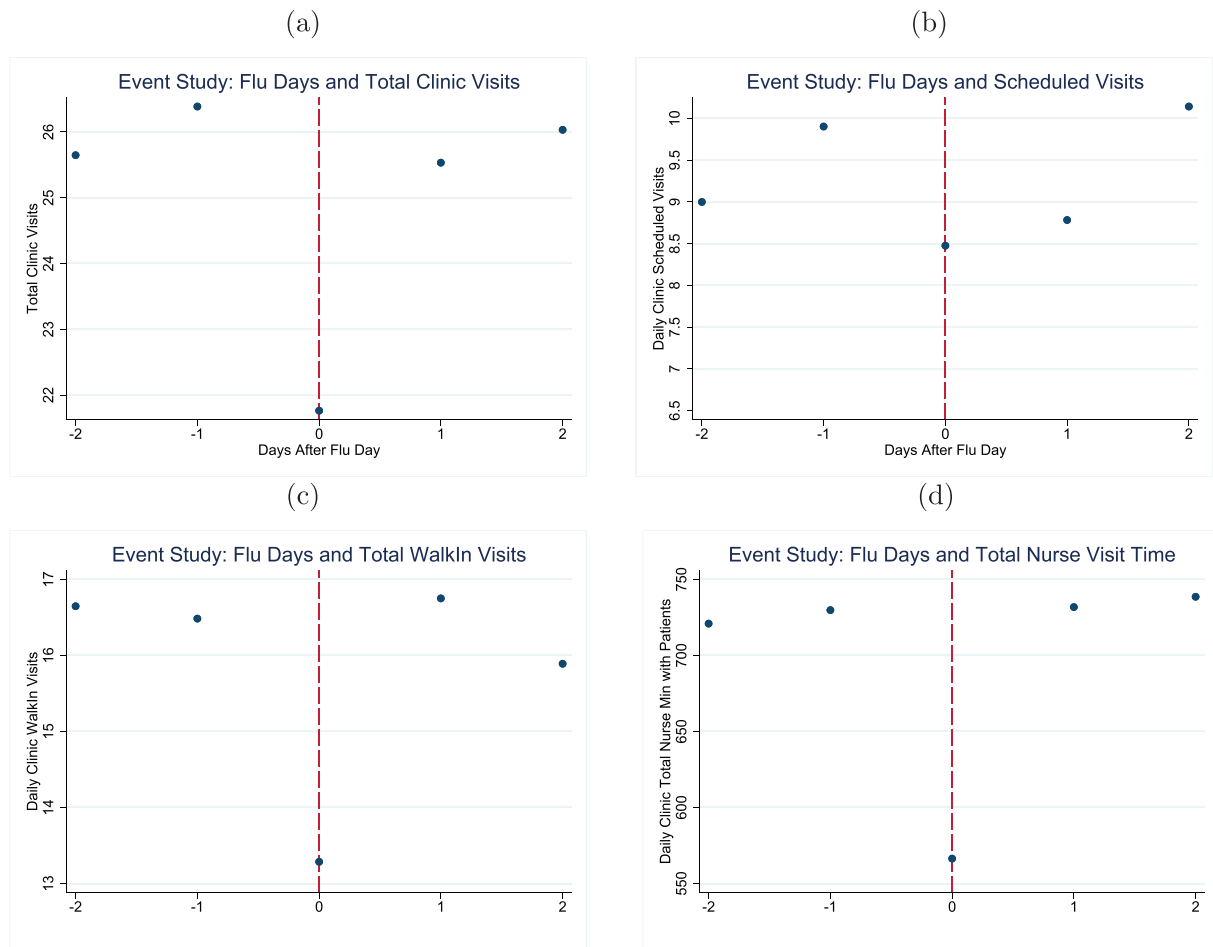 (a)
(b)
Event Study: Flu Days and Total Clinic Visits
Total Clinic Visits
26
25
24
23
22
-2 -1 0 1 2
Days After Flu Day
Event Study: Flu Days and Scheduled Visits
Daily Clinic Scheduled Visits
10
9.5
9
8.5
8
7.5
7
6.5
-2 -1 0 1 2
Days After Flu Day
(c)
(d)
Event Study: Flu Days and Total WalkIn Visits
Daily Clinic WalkIn Visits
17
16
15
14
13
-2 -1 0 1 2
Event Study: Flu Days and Total Nurse Visit Time
Daily Clinic Total Nurse Min with Patients
750
700
650
600
550
-2 -1 0 1 2